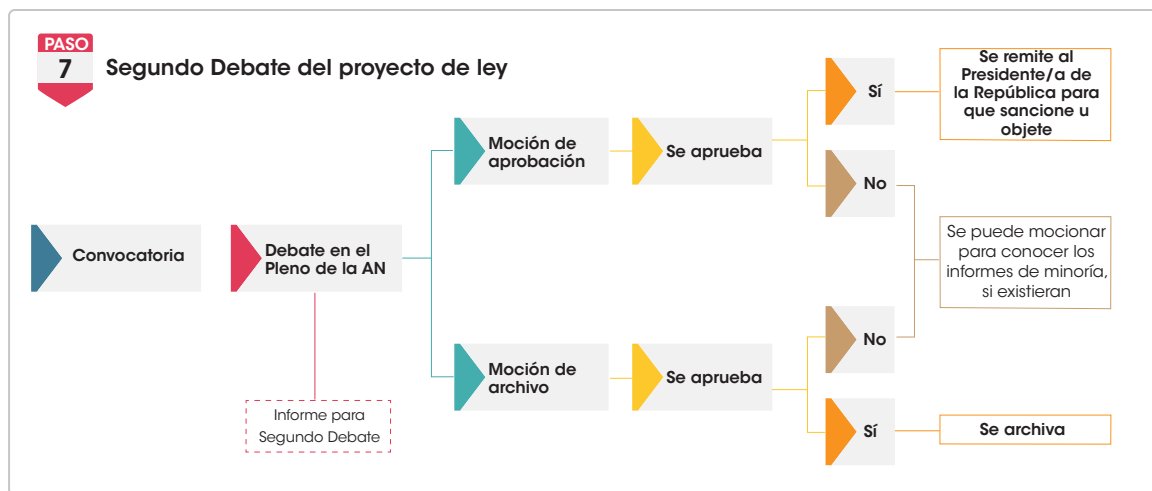 PASO
7
Segundo Debate del proyecto de ley
Convocatoria
Debate en el
Pleno de la AN
Informe para
Segundo Debate
Moción de
aprobación
Se aprueba
Sí
Se remite al
Presidente/a de
la República para
que sancione u
objete
No
Se puede mocionar
para conocer los
informes de minoría,
si existieran
Moción de
archivo
Se aprueba
No
Sí
Se archiva